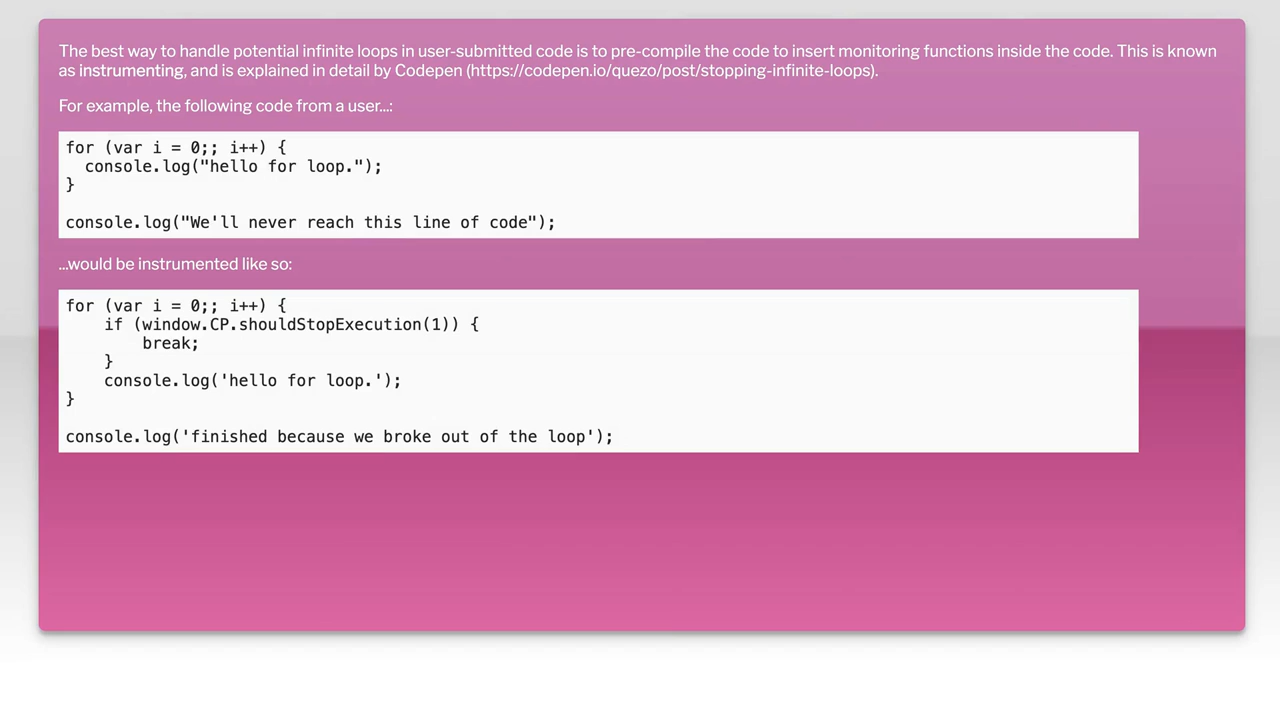 The best way to handle potential infinite loops in user-submitted code is to pre-compile the code to insert monitoring functions inside the code. This is known
as instrumenting, and is explained in detail by Codepen (https://codepen.io/quezo/post/stopping-infinite-loops).
For example, the following code from a user...:
for (var i = 0;; i++) {
  console.log("hello for loop.");
}
console.log("We'll never reach this line of code");
...would be instrumented like so:
for (var i = 0;; i++) {
    if (window.CP.shouldStopExecution(1)) {
        break;
    }
    console.log('hello for loop.');
}
console.log('finished because we broke out of the loop');